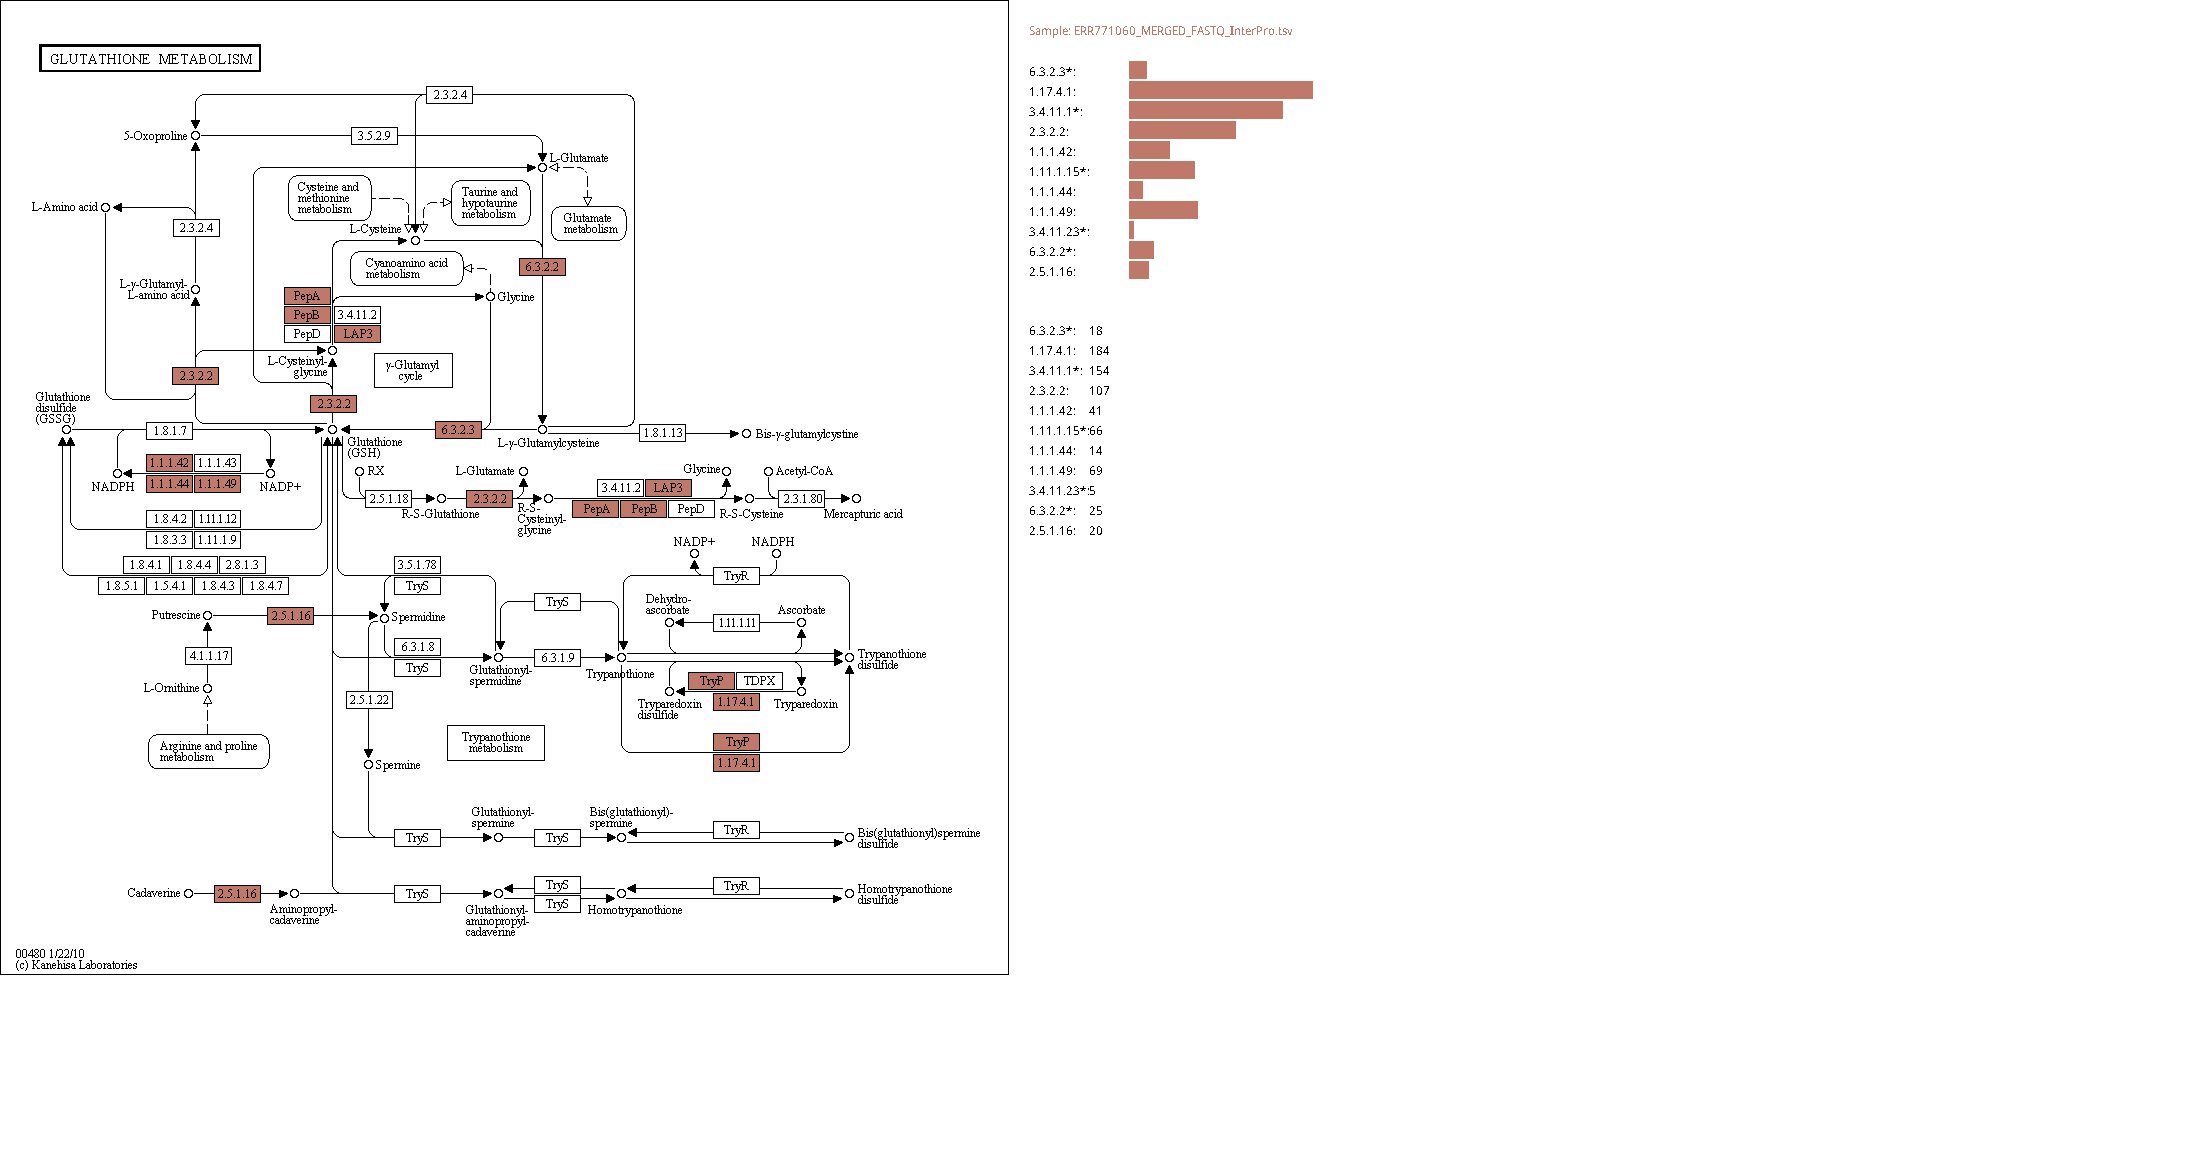 GLUTATHIONE METABOLISM
2.3.2.4
5-Oxoproline
3.5.2.9
L-Glutamate
Cysteine and
methionine
metabolism
Taurine and
hypotaurine
metabolism
L-Amino acid
2.3.2.4
L-Cysteine
Glutamate
metabolism
Cyanoamino acid
metabolism
6.3.2.2
L-γ-Glutamyl-
L-amino acid
PepA
Glycine
PepB
3.4.11.2
PepD
LAP3
L-Cysteinyl-
glycine
γ-Glutamyl
cycle
2.3.2.2
2.3.2.2
Glutathione
disulfide
(GSSG)
1.8.1.7
Glutathione
(GSH)
6.3.2.3
L-γ-Glutamylcysteine
1.8.1.13
Bis-γ-glutamylcystine
1.1.1.42
1.1.1.43
NADPH
1.1.1.44
1.1.1.49
NADP+
RX
L-Glutamate
Glycine
Acetyl-CoA
2.5.1.18
R-S-Glutathione
2.3.2.2
R-S-
Cysteinyl-
glycine
3.4.11.2
LAP3
PepA
PepB
PepD
R-S-Cysteine
2.3.1.80
Mercapturic acid
1.8.4.2
1.11.1.12
1.8.3.3
1.11.1.9
1.8.4.1
1.8.4.4
2.8.1.3
1.8.5.1
1.5.4.1
1.8.4.3
1.8.4.7
3.5.1.78
TryS
NADP+
NADPH
TryR
Putrescine
2.5.1.16
Spermidine
TryS
Dehydro-
ascorbate
Ascorbate
1.11.1.11
4.1.1.17
6.3.1.8
TryS
Glutathionyl-
spermidine
6.3.1.9
Trypanothione
Trypanothione
disulfide
L-Ornithine
2.5.1.22
TryP
TDPX
1.17.4.1
Tryparedoxin
disulfide
Tryparedoxin
Arginine and proline
metabolism
Trypanothione
metabolism
TryP
1.17.4.1
Spermine
Glutathionyl-
spermine
Bis(glutathionyl)-
spermine
TryS
TryS
TryR
Bis(glutathionyl)spermine
disulfide
Cadaverine
2.5.1.16
Aminopropyl-
cadaverine
TryS
Glutathionyl-
aminopropyl-
cadaverine
TryS
TryS
Homotrypanothione
TryR
Homotrypanothione
disulfide
00480 1/22/10
(c) Kanehisa Laboratories
Sample: ERR771060_MERGED_FASTQ_InterPro.tsv
6.3.2.3*:
1.17.4.1:
3.4.11.1*:
2.3.2.2:
1.1.1.42:
1.11.1.15*:
1.1.1.44:
1.1.1.49:
3.4.11.23*:
6.3.2.2*:
2.5.1.16:
6.3.2.3*: 18
1.17.4.1: 184
3.4.11.1*: 154
2.3.2.2: 107
1.1.1.42: 41
1.11.1.15*:66
1.1.1.44: 14
1.1.1.49: 69
3.4.11.23*:5
6.3.2.2*: 25
2.5.1.16: 20